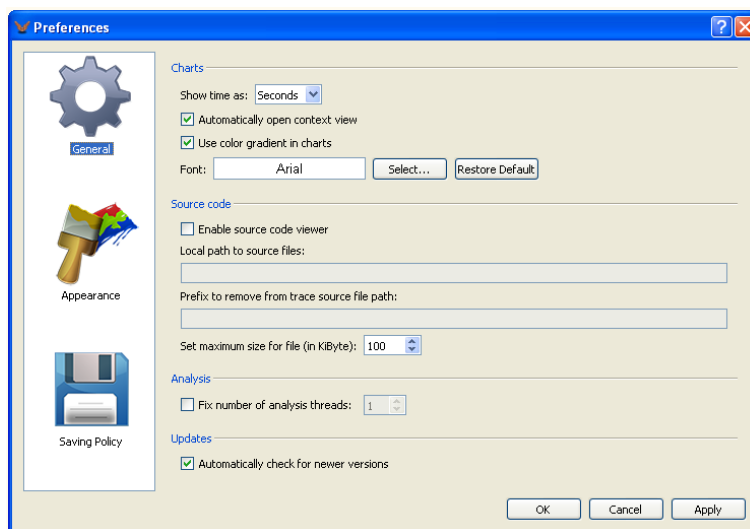 Preferences
General
Appearance
Saving Policy
Charts
Show time as: Seconds
Automatically open context view
Use color gradient in charts
Font: Arial Select... Restore Default
Source code
Enable source code viewer
Local path to source files:
Prefix to remove from trace source file path:
Set maximum size for file (in KiByte): 100
Analysis
Fix number of analysis threads: 1
Updates
Automatically check for newer versions
OK Cancel Apply